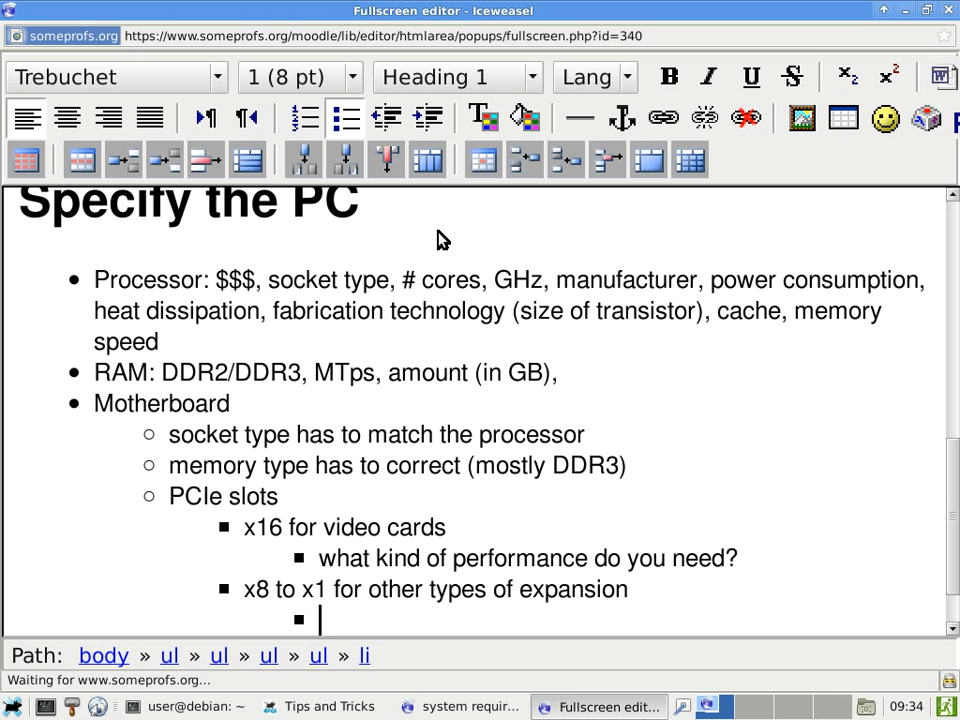 Fullscreen editor - Iceweasel
someprofs.org https://www.someprofs.org/moodle/lib/editor/htmlarea/popups/fullscreen.php?id=340
Trebuchet 1 (8 pt) Heading 1 Lang B I U S x2 x2 W
Specify the PC
Processor: $$$, socket type, # cores, GHz, manufacturer, power consumption,
heat dissipation, fabrication technology (size of transistor), cache, memory
speed
RAM: DDR2/DDR3, MTps, amount (in GB),
Motherboard
socket type has to match the processor
memory type has to correct (mostly DDR3)
PCIe slots
x16 for video cards
what kind of performance do you need?
x8 to x1 for other types of expansion
Path: body » ul » ul » ul » ul » li
Waiting for www.someprofs.org...
user@debian: ~ Tips and Tricks system requir... Fullscreen edit... 09:34